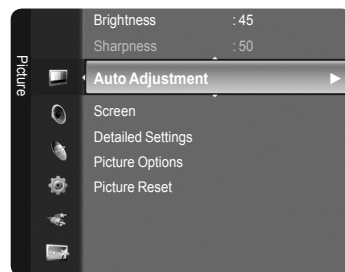 Picture
Brightness : 45
Sharpness : 50
Auto Adjustment
Screen
Detailed Settings
Picture Options
Picture Reset